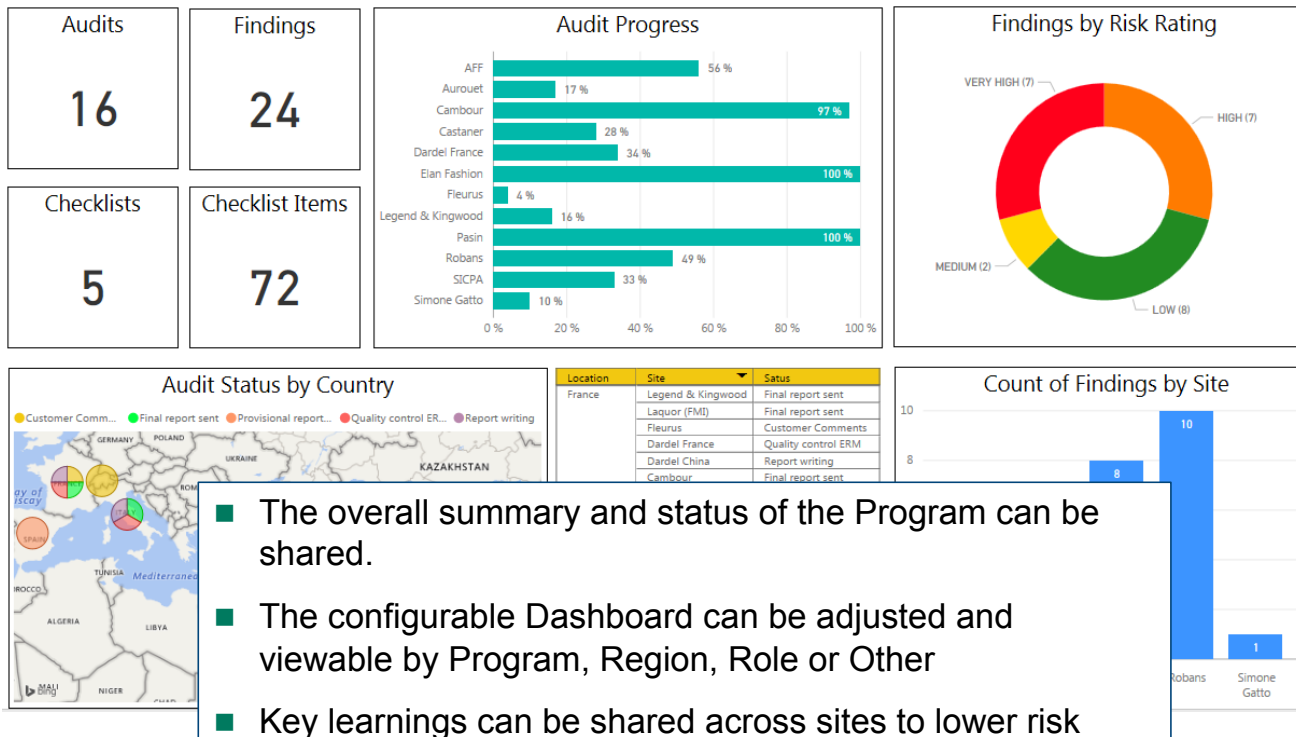 Audits
16
Findings
24
Checklists
5
Checklist Items
72
Audit Progress
AFF 56 %
Aurouet 17 %
Cambour 97 %
Castaner 28 %
Dardel France 34 %
Elan Fashion 100 %
Fleurus 4 %
Legend & Kingwood 16 %
Pasin 100 %
Robans 49 %
SICPA 33 %
Simone Gatto 10 %
0 % 20 % 40 % 60 % 80 % 100 %
Findings by Risk Rating
VERY HIGH (7)
HIGH (7)
MEDIUM (2)
LOW (8)
Audit Status by Country
Customer Comm... Final report sent Provisional report... Quality control ER... Report writing
GERMANY POLAND
UKRAINE
KAZAKHSTAN
FRANCE
ay of
iscay
ROM
ITALY
SPAIN
TUNISIA
Mediterranea
ROCCO
ALGERIA
LIBYA
MALI
bing
NIGER
Location Site Satus
France Legend & Kingwood Final report sent
Laquor (FMI) Final report sent
Fleurus Customer Comments
Dardel France Quality control ERM
Dardel China Report writing
Cambour Final report sent
Count of Findings by Site
10
8
8
10
1
Robans
Simone
Gatto
The overall summary and status of the Program can be
shared.
The configurable Dashboard can be adjusted and
viewable by Program, Region, Role or Other
Key learnings can be shared across sites to lower risk